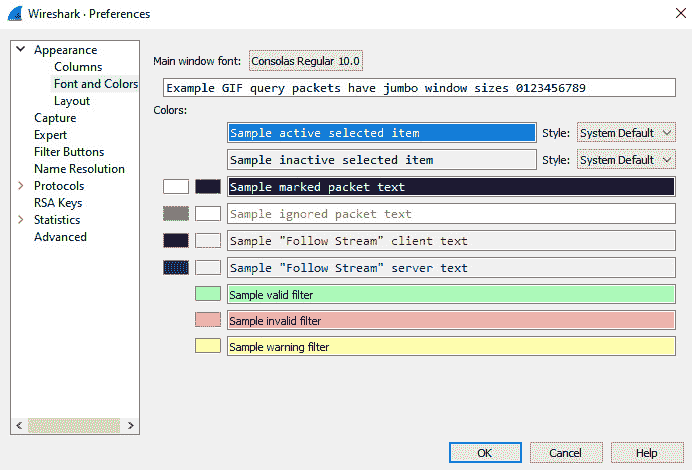 Wireshark · Preferences
Appearance
Columns
Font and Colors
Layout
Capture
Expert
Filter Buttons
Name Resolution
Protocols
RSA Keys
Statistics
Advanced
Main window font: Consolas Regular 10.0
Example GIF query packets have jumbo window sizes 0123456789
Colors:
Sample active selected item Style: System Default
Sample inactive selected item Style: System Default
Sample marked packet text
Sample ignored packet text
Sample "Follow Stream" client text
Sample "Follow Stream" server text
Sample valid filter
Sample invalid filter
Sample warning filter
OK Cancel Help